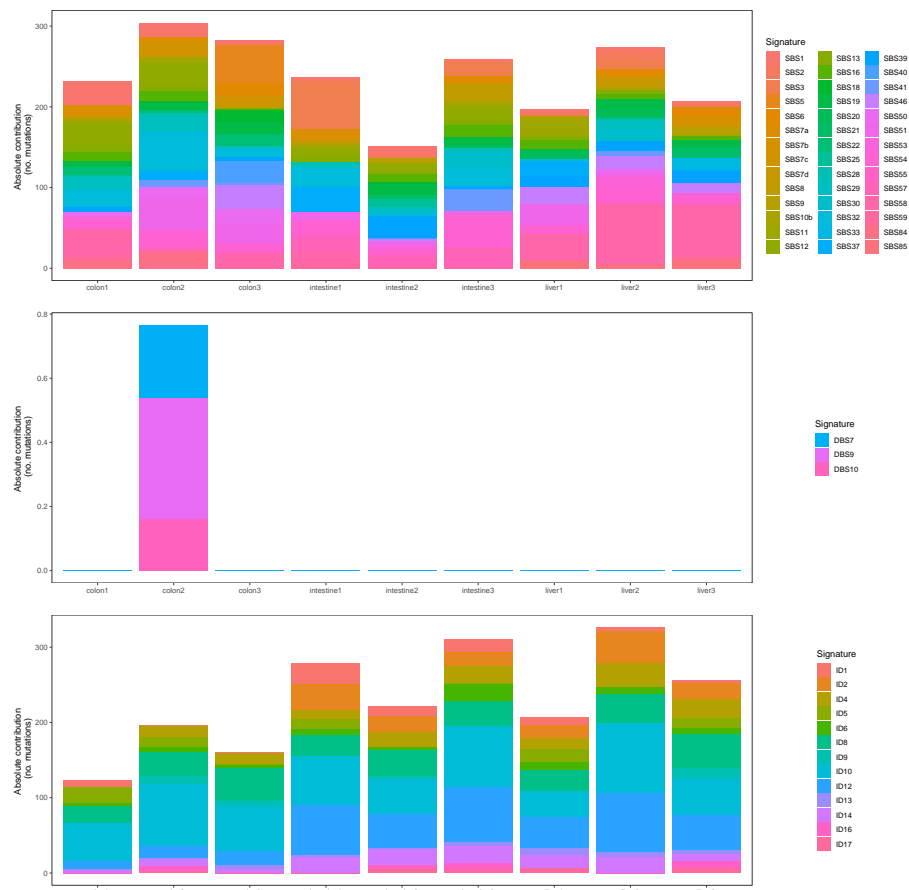 Absolute contribution
(no. mutations)
300
200
100
0
colon1 colon2 colon3 intestine1 intestine2 intestine3 liver1 liver2 liver3
Signature
SBS1 SBS13 SBS39
SBS2 SBS16 SBS40
SBS3 SBS18 SBS41
SBS5 SBS19 SBS46
SBS6 SBS20 SBS50
SBS7a SBS21 SBS51
SBS7b SBS22 SBS53
SBS7c SBS25 SBS54
SBS7d SBS28 SBS55
SBS8 SBS29 SBS57
SBS9 SBS30 SBS58
SBS10b SBS32 SBS59
SBS11 SBS33 SBS84
SBS12 SBS37 SBS85
Absolute contribution
(no. mutations)
0.8
0.6
0.4
0.2
0.0
colon1 colon2 colon3 intestine1 intestine2 intestine3 liver1 liver2 liver3
Signature
DBS7
DBS9
DBS10
Absolute contribution
(no. mutations)
300
200
100
0
Signature
ID1
ID2
ID4
ID5
ID6
ID8
ID9
ID10
ID12
ID13
ID14
ID16
ID17